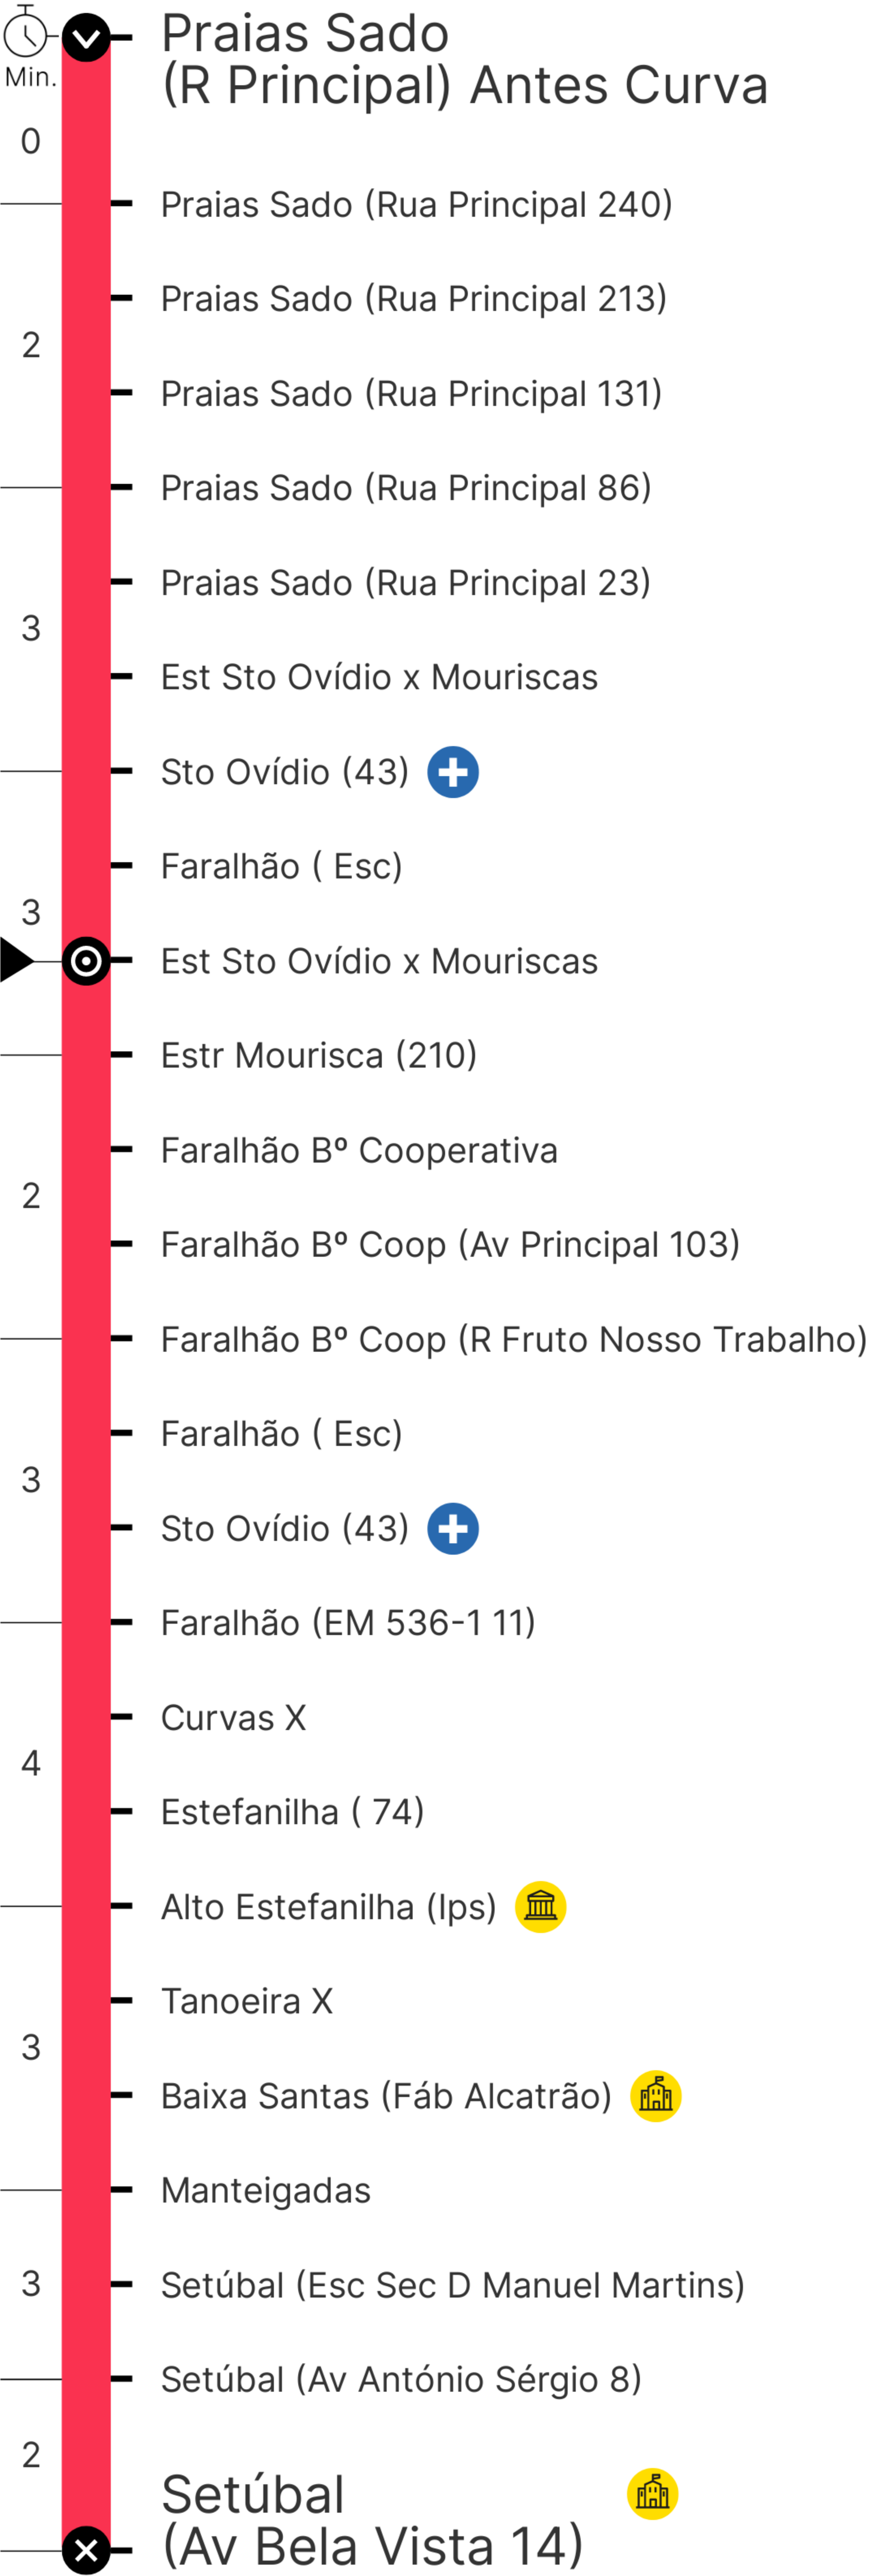 Min.
Praias Sado
(R Principal) Antes Curva
0
Praias Sado (Rua Principal 240)
Praias Sado (Rua Principal 213)
2
Praias Sado (Rua Principal 131)
Praias Sado (Rua Principal 86)
Praias Sado (Rua Principal 23)
3
Est Sto Ovídio x Mouriscas
Sto Ovídio (43)
Faralhão ( Esc)
3
Est Sto Ovídio x Mouriscas
Estr Mourisca (210)
Faralhão Bº Cooperativa
2
Faralhão Bº Coop (Av Principal 103)
Faralhão Bº Coop (R Fruto Nosso Trabalho)
Faralhão ( Esc)
3
Sto Ovídio (43)
Faralhão (EM 536-1 11)
Curvas X
4
Estefanilha ( 74)
Alto Estefanilha (Ips)
Tanoeira X
3
Baixa Santas (Fáb Alcatrão)
Manteigadas
3
Setúbal (Esc Sec D Manuel Martins)
Setúbal (Av António Sérgio 8)
2
Setúbal
(Av Bela Vista 14)